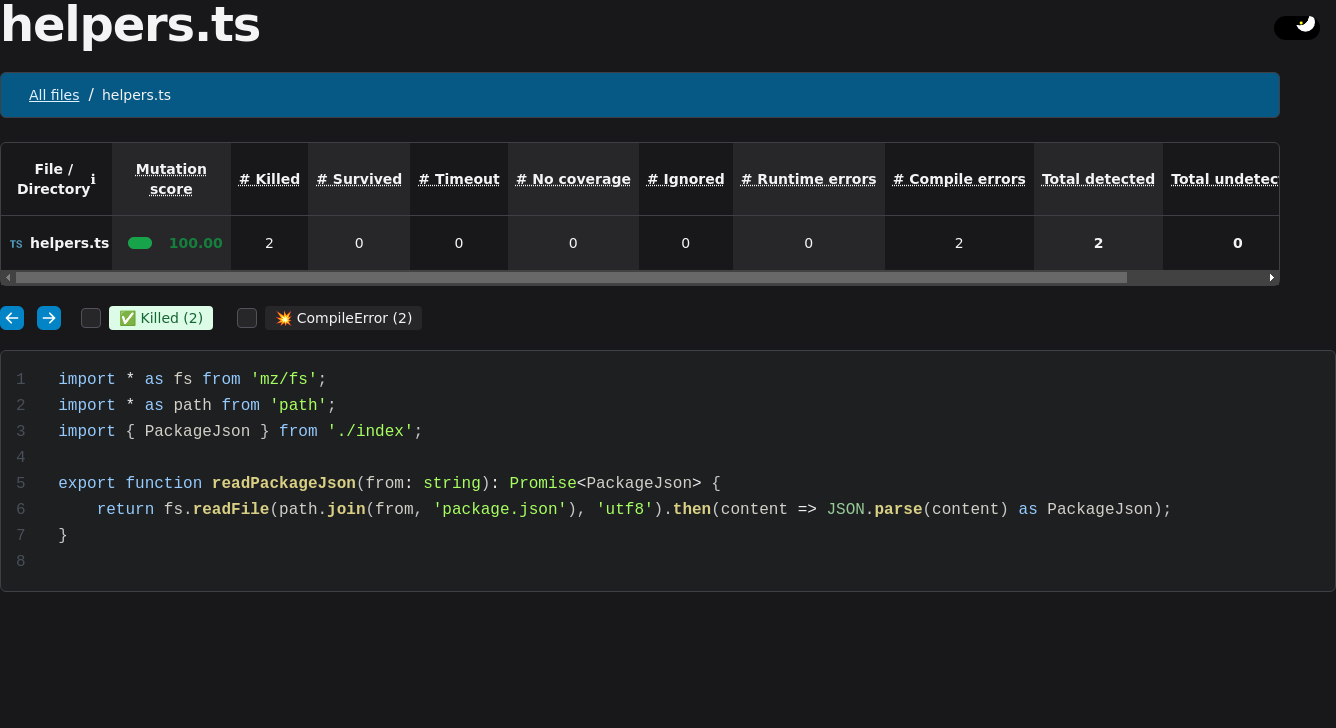 helpers.ts
All files / helpers.ts
File / Directory ℹ Mutation score # Killed # Survived # Timeout # No coverage # Ignored # Runtime errors # Compile errors Total detected Total
TS helpers.ts 100.00 2 0 0 0 0 0 2 2 0
← → ✅ Killed (2) 💥 CompileError (2)
1 import * as fs from 'mz/fs';
2 import * as path from 'path';
3 import { PackageJson } from './index';
4
5 export function readPackageJson(from: string): Promise<PackageJson> {
6 return fs.readFile(path.join(from, 'package.json'), 'utf8').then(content => JSON.parse(content) as PackageJson);
7 }
8